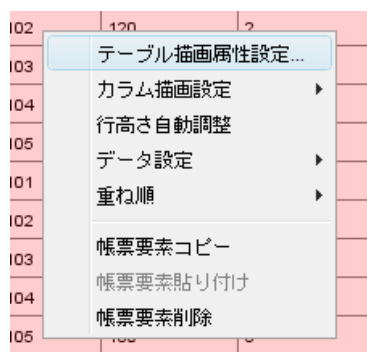 102 120 2
テーブル描画属性設定...
103
カラム描画設定
104
行高さ自動調整
105
データ設定
101
重ね順
102
帳票要素コピー
103
帳票要素貼り付け
104
帳票要素削除
105